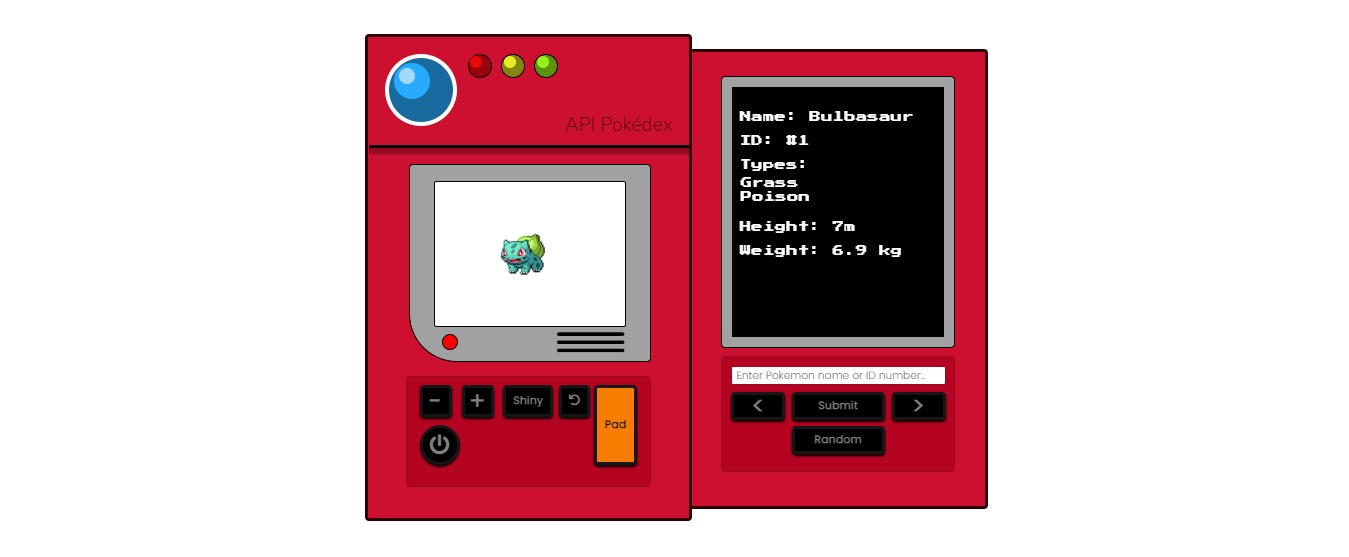 API Pokédex
Name: Bulbasaur
ID: #1
Types:
Grass
Poison
Height: 7m
Weight: 6.9 kg
Shiny
Pad
Enter Pokemon name or ID number...
Submit
Random